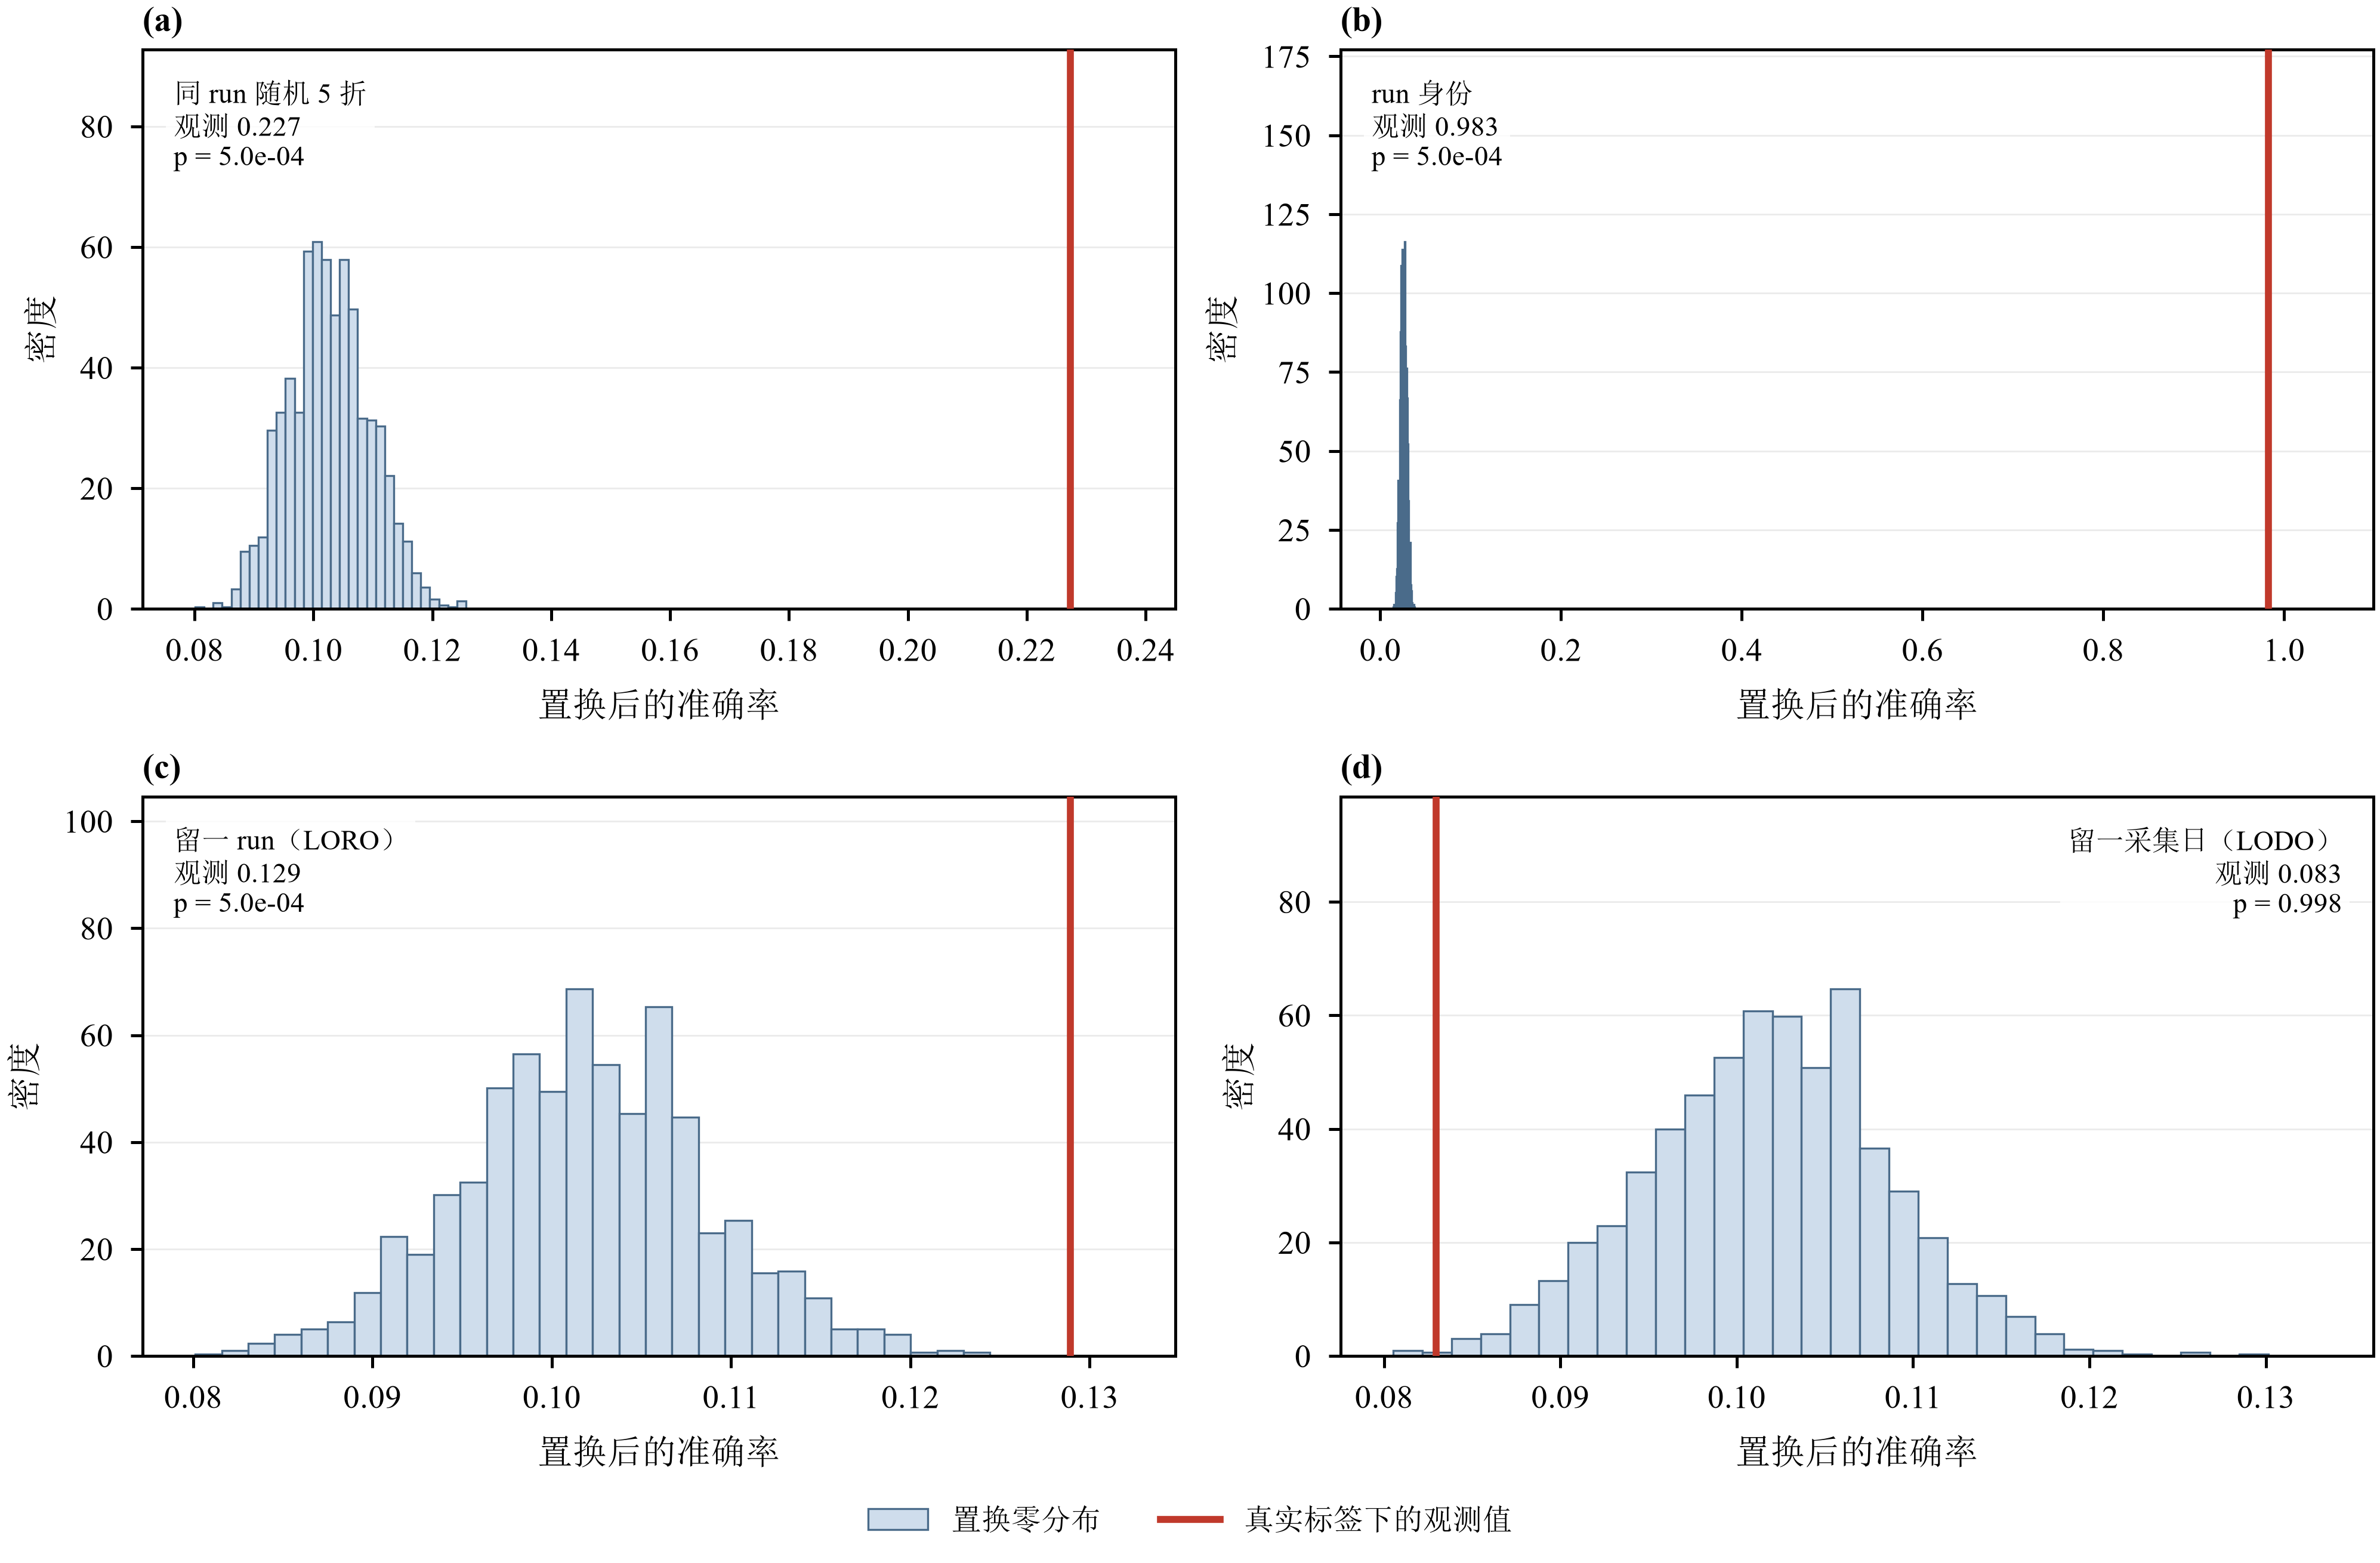 (a)
同 run 随机 5 折
观测 0.227
p = 5.0e-04
密度
80
60
40
20
0
0.08 0.10 0.12 0.14 0.16 0.18 0.20 0.22 0.24
置换后的准确率
(b)
run 身份
观测 0.983
p = 5.0e-04
密度
175
150
125
100
75
50
25
0
0.0 0.2 0.4 0.6 0.8 1.0
置换后的准确率
(c)
留一 run（LORO）
观测 0.129
p = 5.0e-04
密度
100
80
60
40
20
0
0.08 0.09 0.10 0.11 0.12 0.13
置换后的准确率
(d)
留一采集日（LODO）
观测 0.083
p = 0.998
密度
80
60
40
20
0
0.08 0.09 0.10 0.11 0.12 0.13
置换后的准确率
置换零分布 真实标签下的观测值